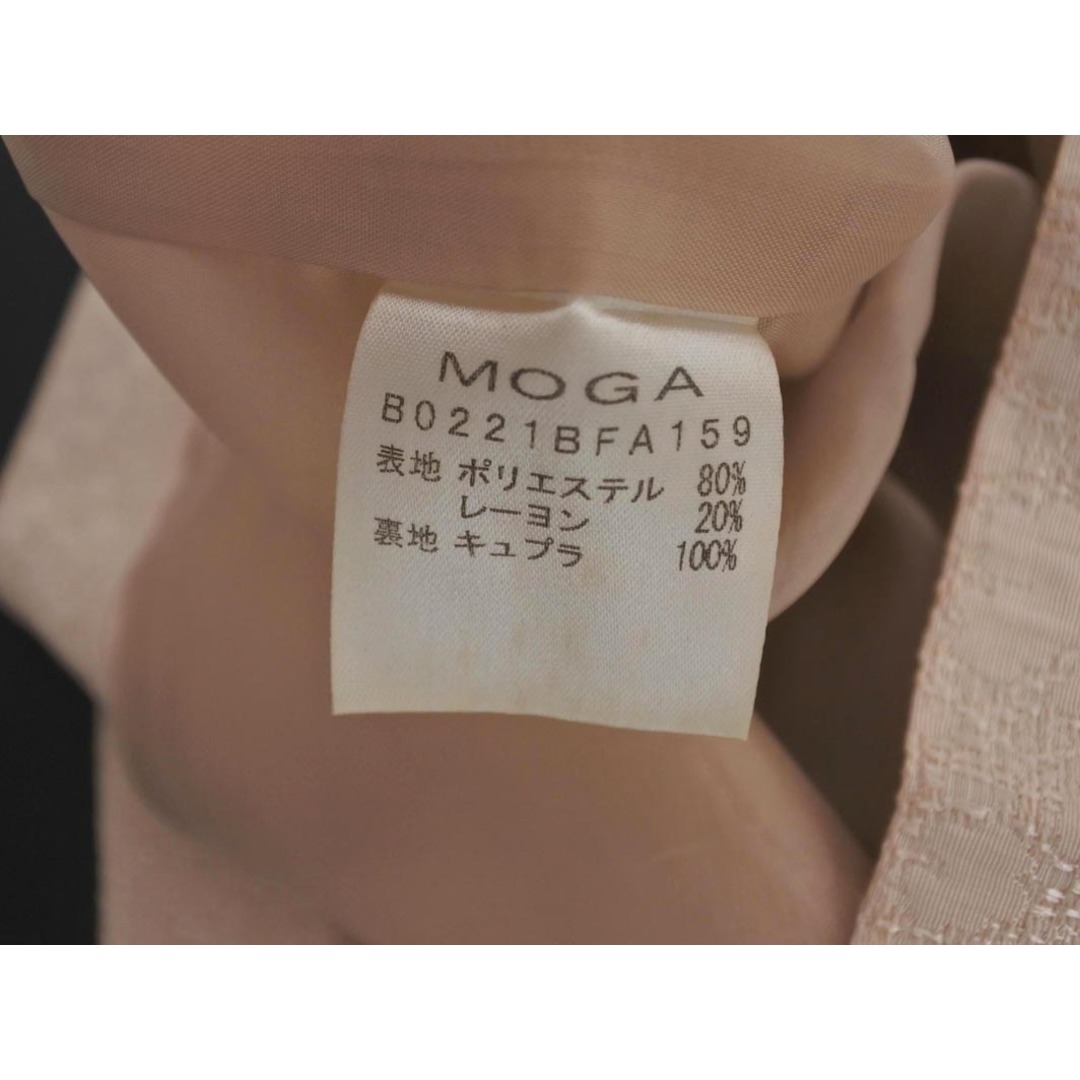 MOGA
B0221BFA159
表地 ポリエステル 80%
レーヨン 20%
裏地 キュプラ 100%